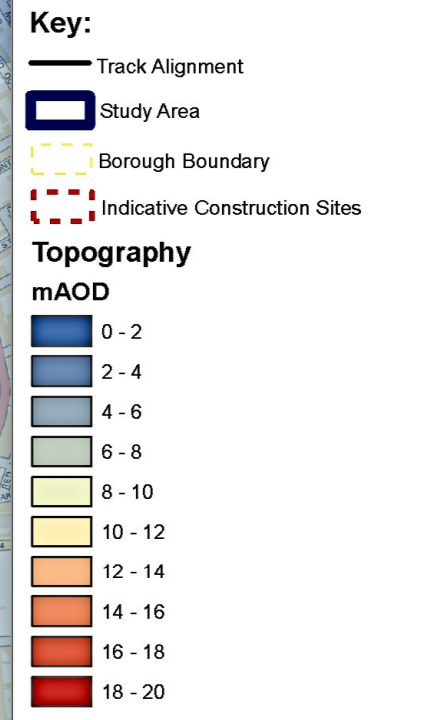 Key:
Track Alignment
Study Area
Borough Boundary
Indicative Construction Sites
Topography
mAOD
0 - 2
2 - 4
4 - 6
6 - 8
8 - 10
10 - 12
12 - 14
14 - 16
16 - 18
18 - 20